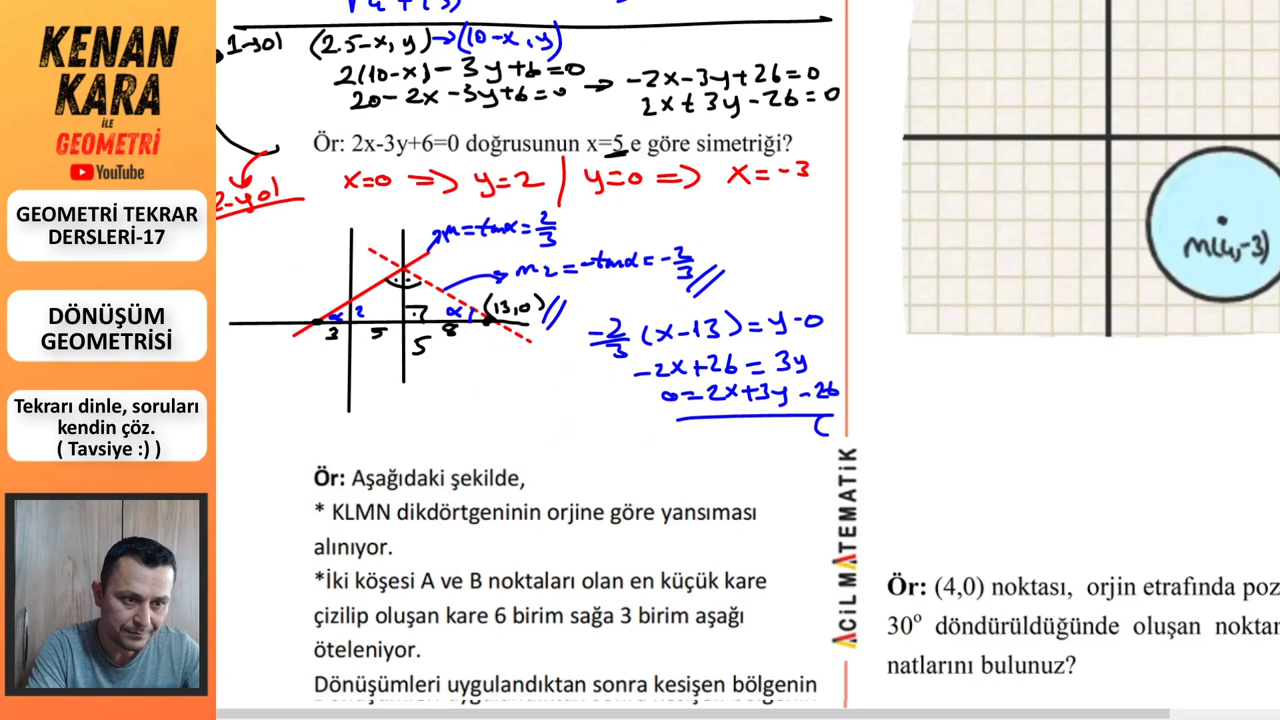 KENAN
KARA
İLE
GEOMETRİ
YouTube
GEOMETRİ TEKRAR
DERSLERİ-17
DÖNÜŞÜM
GEOMETRİSİ
Tekrarı dinle, soruları
kendin çöz.
( Tavsiye :) )
1-yol (2.5-x, y) → (10-x, y)
2(10-x) - 3y+6=0
20-2x-3y+6=0 → -2x-3y+26=0
2x+3y-26=0
Ör: 2x-3y+6=0 doğrusunun x=5 e göre simetriği?
2-yol
x=0 ⟹ y=2 | y=0 ⟹ x=-3
m=tanα=2/3
m2=-tanα=-2/3
α 2 α (13,0)
3 5 8
5
-2/3 (x-13)=y-0
-2x+26=3y
0=2x+3y-26
Ör: Aşağıdaki şekilde,
* KLMN dikdörtgeninin orjine göre yansıması
alınıyor.
*İki köşesi A ve B noktaları olan en küçük kare
çizilip oluşan kare 6 birim sağa 3 birim aşağı
öteleniyor.
Dönüşümleri uygulandıktan sonra kesişen bölgenin
ACİLMATEMATİK
M(4,-3)
Ör: (4,0) noktası, orjin etrafında poz
30° döndürüldüğünde oluşan noktan
natlarını bulunuz?